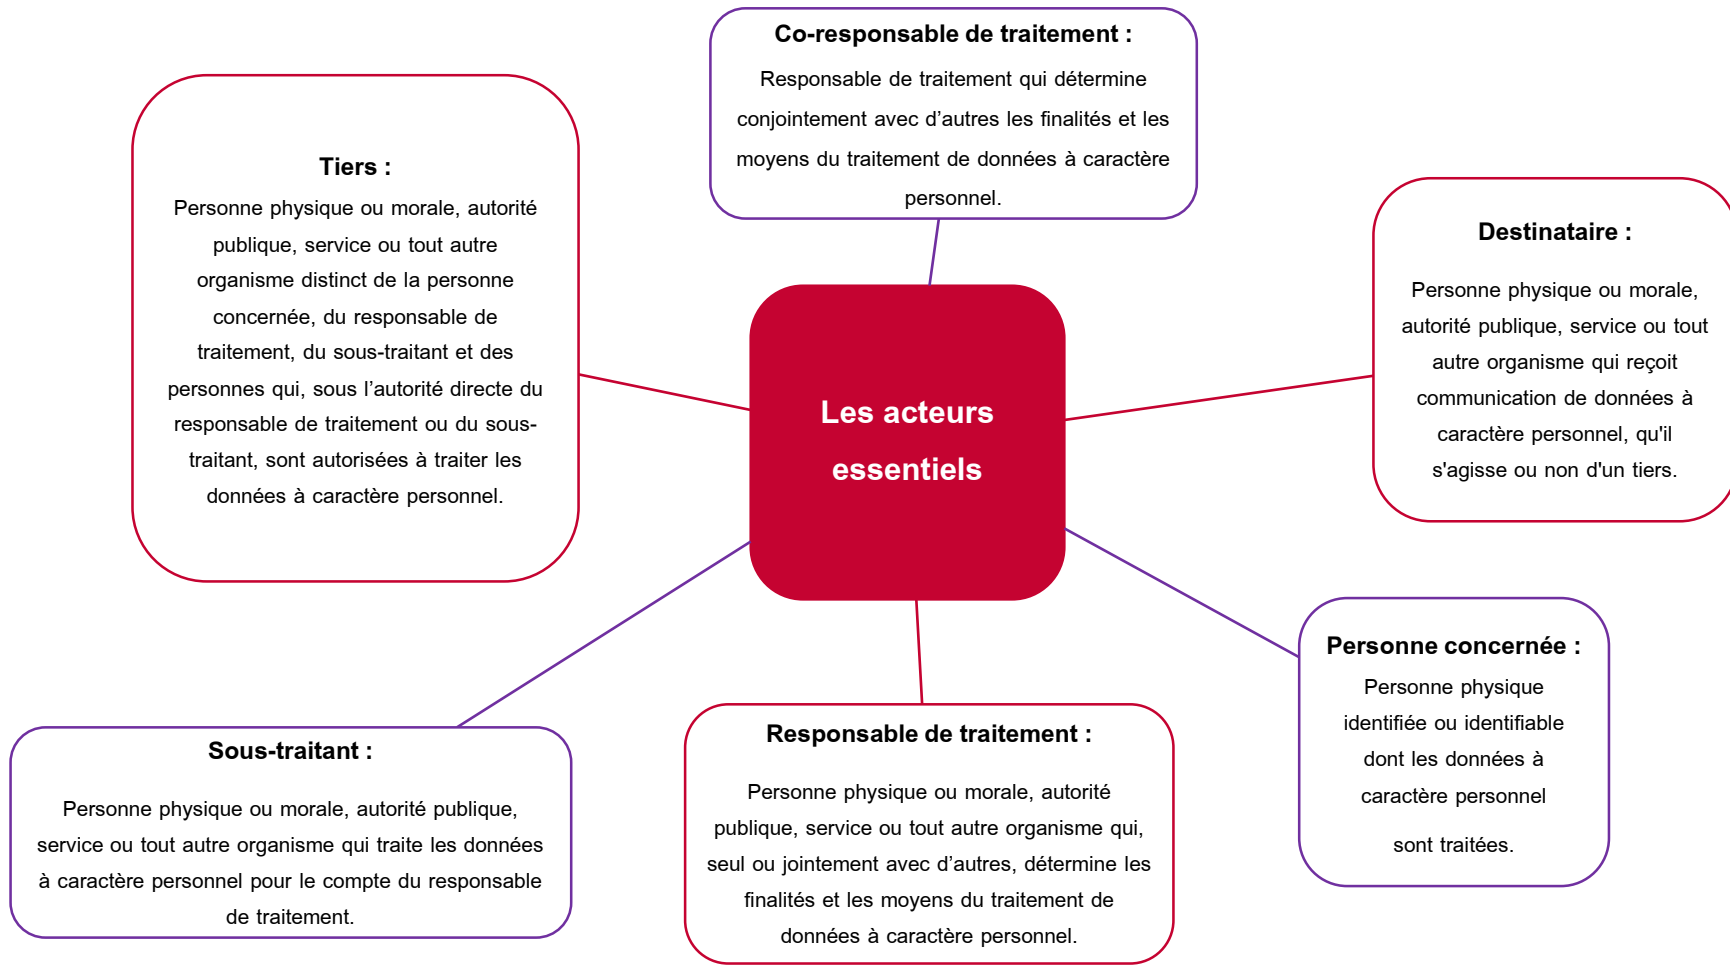 Co-responsable de traitement :
Responsable de traitement qui détermine
conjointement avec d’autres les finalités et les
moyens du traitement de données à caractère
personnel.
Tiers :
Personne physique ou morale, autorité
publique, service ou tout autre
organisme distinct de la personne
concernée, du responsable de
traitement, du sous-traitant et des
personnes qui, sous l’autorité directe du
responsable de traitement ou du sous-
traitant, sont autorisées à traiter les
données à caractère personnel.
Destinataire :
Personne physique ou morale,
autorité publique, service ou tout
autre organisme qui reçoit
communication de données à
caractère personnel, qu'il
s'agisse ou non d'un tiers.
Les acteurs
essentiels
Personne concernée :
Personne physique
identifiée ou identifiable
dont les données à
caractère personnel
sont traitées.
Sous-traitant :
Personne physique ou morale, autorité publique,
service ou tout autre organisme qui traite les données
à caractère personnel pour le compte du responsable
de traitement.
Responsable de traitement :
Personne physique ou morale, autorité
publique, service ou tout autre organisme qui,
seul ou jointement avec d’autres, détermine les
finalités et les moyens du traitement de
données à caractère personnel.